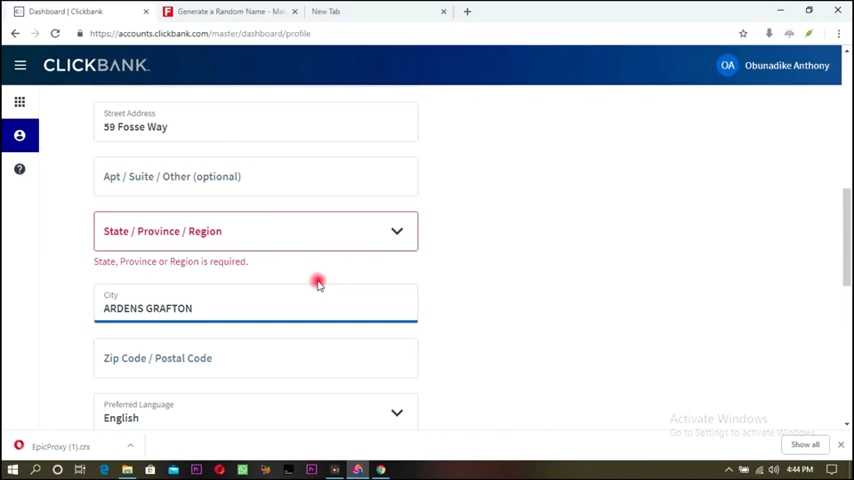 Dashboard | ClickBank
Generate a Random Name - Mak
New Tab
https://accounts.clickbank.com/master/dashboard/profile
CLICKBANK.
OA
Obunadike Anthony
Street Address
59 Fosse Way
Apt / Suite / Other (optional)
State / Province / Region
State, Province or Region is required.
City
ARDENS GRAFTON
Zip Code / Postal Code
Preferred Language
English
Activate Windows
Go to Settings to activate Windows.
EpicProxy (1).crx
Show all
4:44 PM